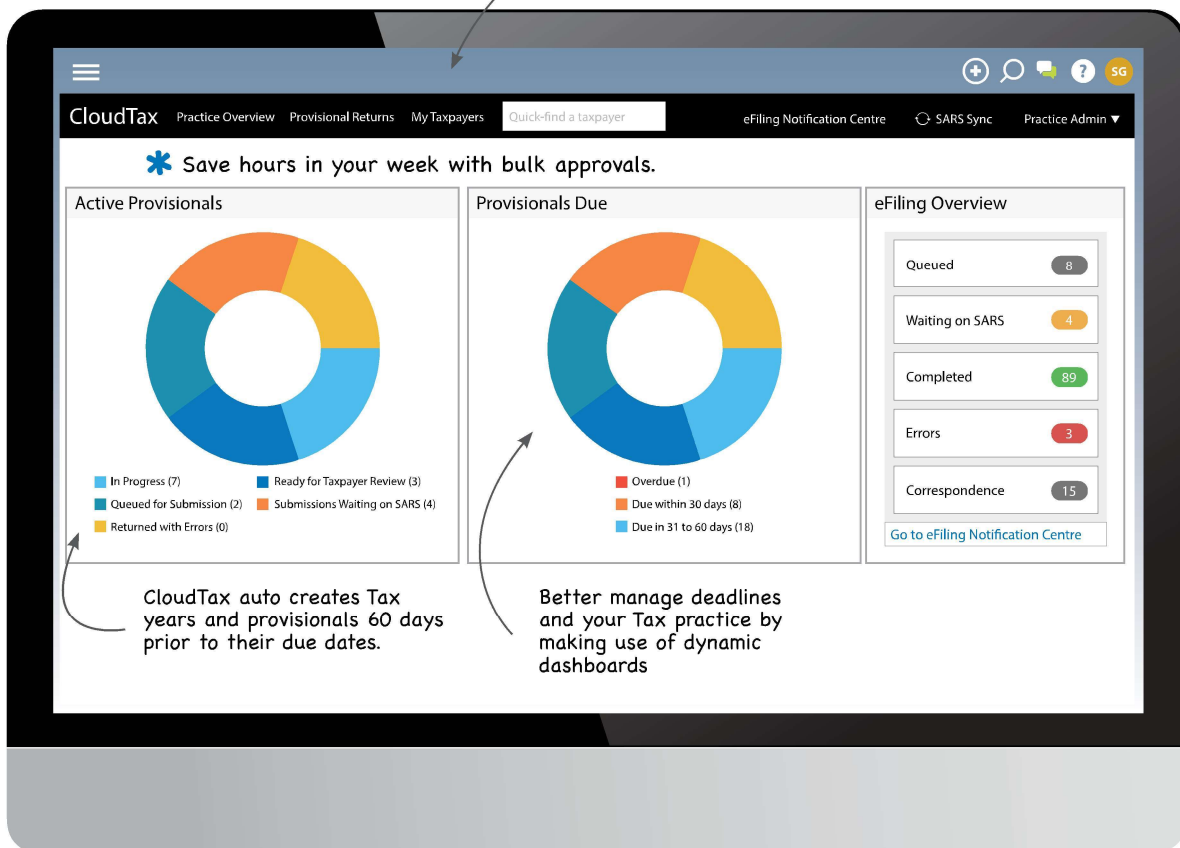 SG
CloudTax Practice Overview Provisional Returns My Taxpayers Quick-find a taxpayer eFiling Notification Centre SARS Sync Practice Admin ▼
Save hours in your week with bulk approvals.
Active Provisionals
In Progress (7)
Ready for Taxpayer Review (3)
Queued for Submission (2)
Submissions Waiting on SARS (4)
Returned with Errors (0)
Provisionals Due
Overdue (1)
Due within 30 days (8)
Due in 31 to 60 days (18)
eFiling Overview
Queued 8
Waiting on SARS 4
Completed 89
Errors 3
Correspondence 15
Go to eFiling Notification Centre
CloudTax auto creates Tax
years and provisionals 60 days
prior to their due dates.
Better manage deadlines
and your Tax practice by
making use of dynamic
dashboards